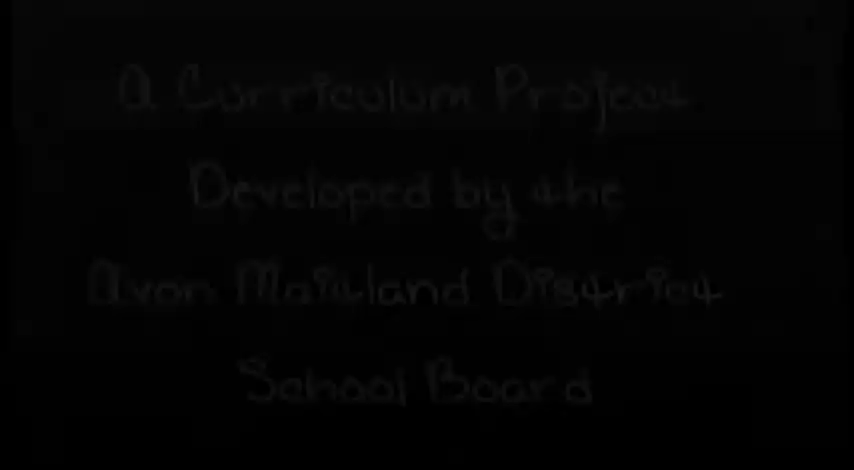 A Curriculum Project
Developed by the
Avon Maitland District
School Board